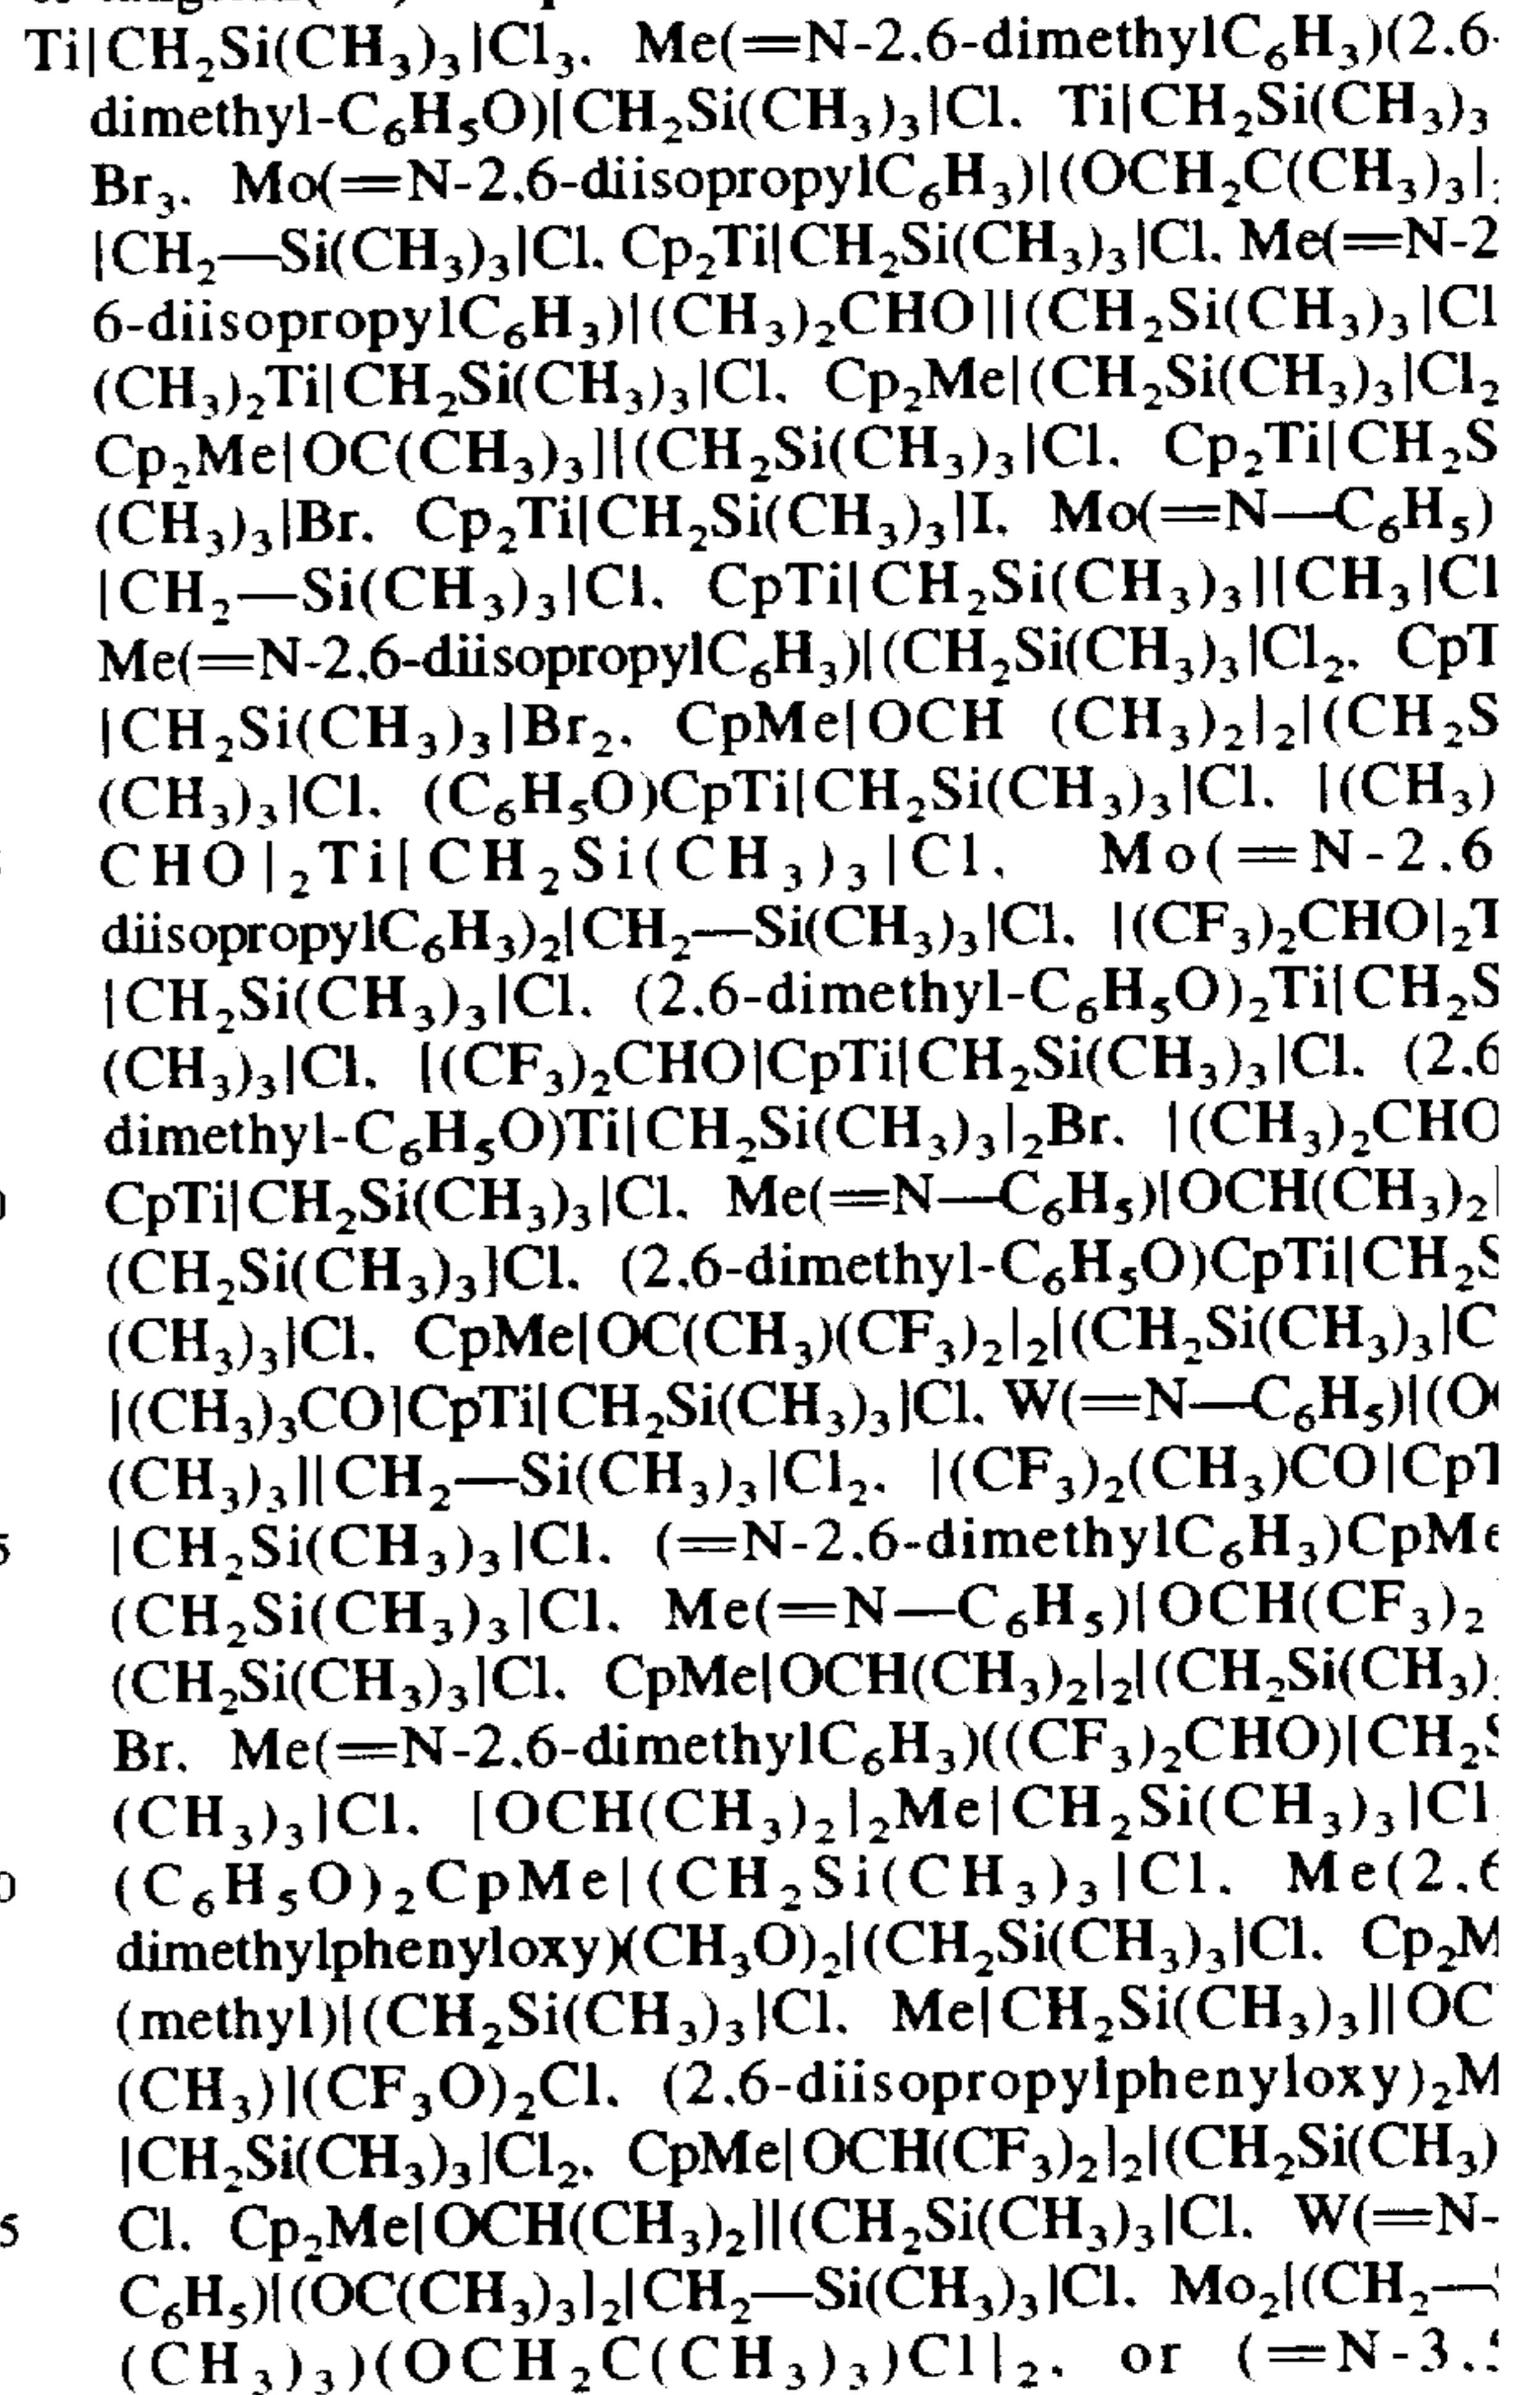 Ti[CH₂Si(CH₃)₃]Cl₃, Me(=N-2,6-dimethylC₆H₃)(2,6-
dimethyl-C₆H₅O)[CH₂Si(CH₃)₃]Cl, Ti[CH₂Si(CH₃)₃
Br₃, Mo(=N-2,6-diisopropylC₆H₃)[(OCH₂C(CH₃)₃]
[CH₂—Si(CH₃)₃]Cl, Cp₂Ti[CH₂Si(CH₃)₃]Cl, Me(=N-2
6-diisopropylC₆H₃)[(CH₃)₂CHO][(CH₂Si(CH₃)₃]Cl
(CH₃)₂Ti[CH₂Si(CH₃)₃]Cl, Cp₂Me[(CH₂Si(CH₃)₃]Cl₂
Cp₂Me[OC(CH₃)₃][(CH₂Si(CH₃)₃]Cl, Cp₂Ti[CH₂S
(CH₃)₃]Br, Cp₂Ti[CH₂Si(CH₃)₃]I, Mo(=N—C₆H₅)
[CH₂—Si(CH₃)₃]Cl, CpTi[CH₂Si(CH₃)₃][CH₃]Cl
Me(=N-2,6-diisopropylC₆H₃)[(CH₂Si(CH₃)₃]Cl₂, CpT
[CH₂Si(CH₃)₃]Br₂, CpMe[OCH (CH₃)₂]₂[(CH₂S
(CH₃)₃]Cl, (C₆H₅O)CpTi[CH₂Si(CH₃)₃]Cl, [(CH₃)
CHO]₂Ti[CH₂Si(CH₃)₃]Cl, Mo(=N-2,6
diisopropylC₆H₃)₂[CH₂—Si(CH₃)₃]Cl, [(CF₃)₂CHO]₂T
[CH₂Si(CH₃)₃]Cl, (2,6-dimethyl-C₆H₅O)₂Ti[CH₂S
(CH₃)₃]Cl, [(CF₃)₂CHO]CpTi[CH₂Si(CH₃)₃]Cl, (2,6
dimethyl-C₆H₅O)Ti[CH₂Si(CH₃)₃]₂Br, [(CH₃)₂CHO
CpTi[CH₂Si(CH₃)₃]Cl, Me(=N—C₆H₅)[OCH(CH₃)₂]
(CH₂Si(CH₃)₃]Cl, (2,6-dimethyl-C₆H₅O)CpTi[CH₂S
(CH₃)₃]Cl, CpMe[OC(CH₃)(CF₃)₂]₂[(CH₂Si(CH₃)₃]C
[(CH₃)₃CO]CpTi[CH₂Si(CH₃)₃]Cl, W(=N—C₆H₅)[(O
(CH₃)₃][CH₂—Si(CH₃)₃]Cl₂, [(CF₃)₂(CH₃)CO]CpT
[CH₂Si(CH₃)₃]Cl, (=N-2,6-dimethylC₆H₃)CpMe
(CH₂Si(CH₃)₃]Cl, Me(=N—C₆H₅)[OCH(CF₃)₂
(CH₂Si(CH₃)₃]Cl, CpMe[OCH(CH₃)₂]₂[(CH₂Si(CH₃)
Br, Me(=N-2,6-dimethylC₆H₃)((CF₃)₂CHO)[CH₂S
(CH₃)₃]Cl, [OCH(CH₃)₂]₂Me[CH₂Si(CH₃)₃]Cl
(C₆H₅O)₂CpMe[(CH₂Si(CH₃)₃]Cl, Me(2,6
dimethylphenyloxy)(CH₃O)₂[(CH₂Si(CH₃)₃]Cl, Cp₂M
(methyl)[(CH₂Si(CH₃)₃]Cl, Me[CH₂Si(CH₃)₃][OC
(CH₃)](CF₃O)₂Cl, (2,6-diisopropylphenyloxy)₂M
[CH₂Si(CH₃)₃]Cl₂, CpMe[OCH(CF₃)₂]₂[(CH₂Si(CH₃)
Cl, Cp₂Me[OCH(CH₃)₂][(CH₂Si(CH₃)₃]Cl, W(=N-
C₆H₅)[(OC(CH₃)₃]₂[CH₂—Si(CH₃)₃]Cl, Mo₂[(CH₂—
(CH₃)₃)(OCH₂C(CH₃)₃)Cl]₂, or (=N-3,